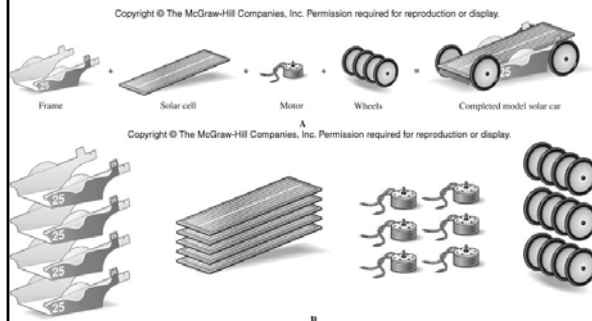 Copyright © The McGraw-Hill Companies, Inc. Permission required for reproduction or display.
25
+ + + =
25
Frame Solar cell Motor Wheels Completed model solar car
A
Copyright © The McGraw-Hill Companies, Inc. Permission required for reproduction or display.
25
25
25
25
B